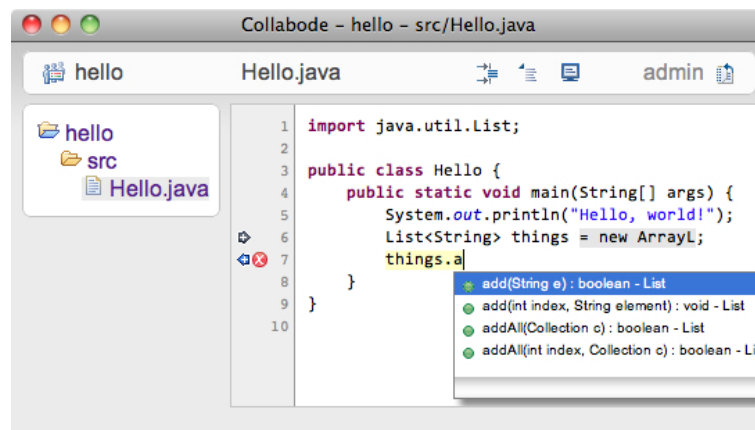 Collabode – hello – src/Hello.java
hello Hello.java admin
hello
src
Hello.java
1 import java.util.List;
2
3 public class Hello {
4 public static void main(String[] args) {
5 System.out.println("Hello, world!");
6 List<String> things = new ArrayL;
7 things.a
8 }
9 }
10
add(String e) : boolean - List
add(int index, String element) : void - List
addAll(Collection c) : boolean - List
addAll(int index, Collection c) : boolean - Li